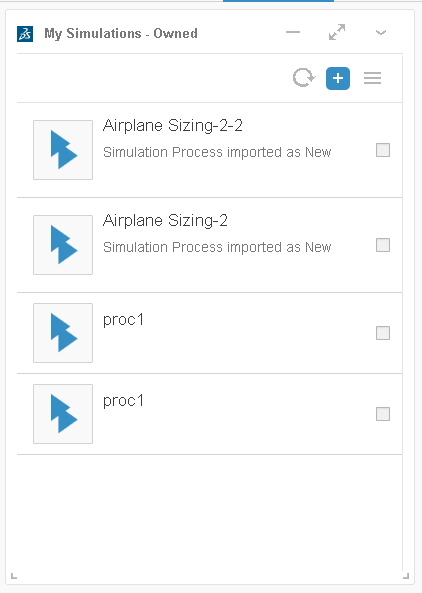 My Simulations - Owned
Airplane Sizing-2-2
Simulation Process imported as New
Airplane Sizing-2
Simulation Process imported as New
proc1
proc1